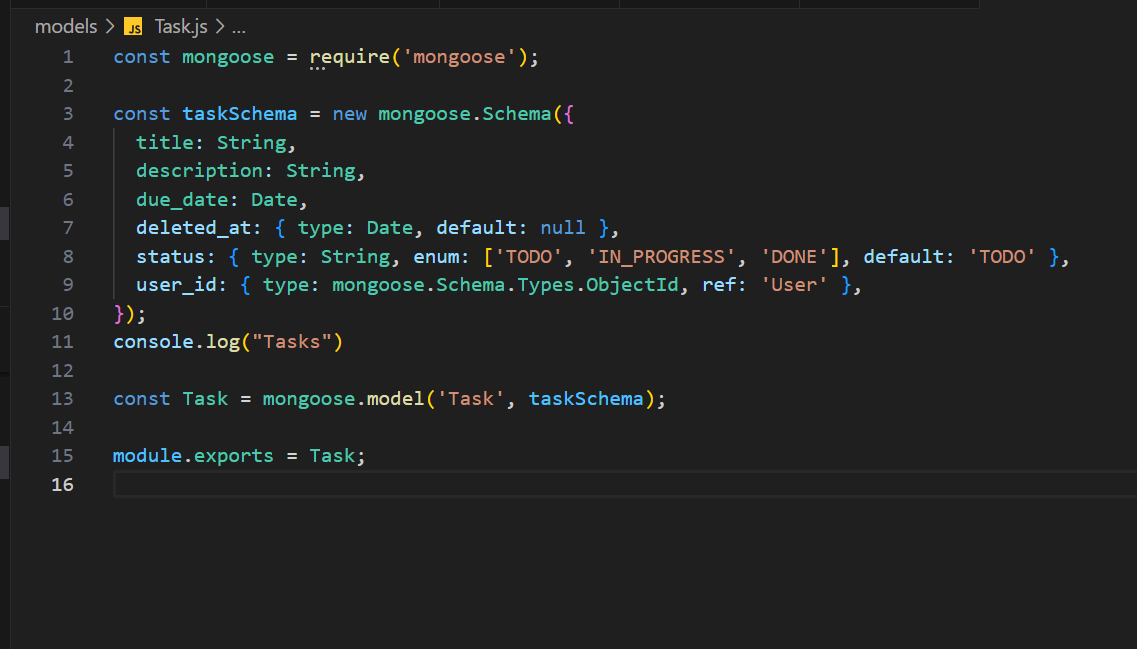 models > JS Task.js > ...
1 const mongoose = require('mongoose');
2
3 const taskSchema = new mongoose.Schema({
4   title: String,
5   description: String,
6   due_date: Date,
7   deleted_at: { type: Date, default: null },
8   status: { type: String, enum: ['TODO', 'IN_PROGRESS', 'DONE'], default: 'TODO' },
9   user_id: { type: mongoose.Schema.Types.ObjectId, ref: 'User' },
10 });
11 console.log("Tasks")
12
13 const Task = mongoose.model('Task', taskSchema);
14
15 module.exports = Task;
16